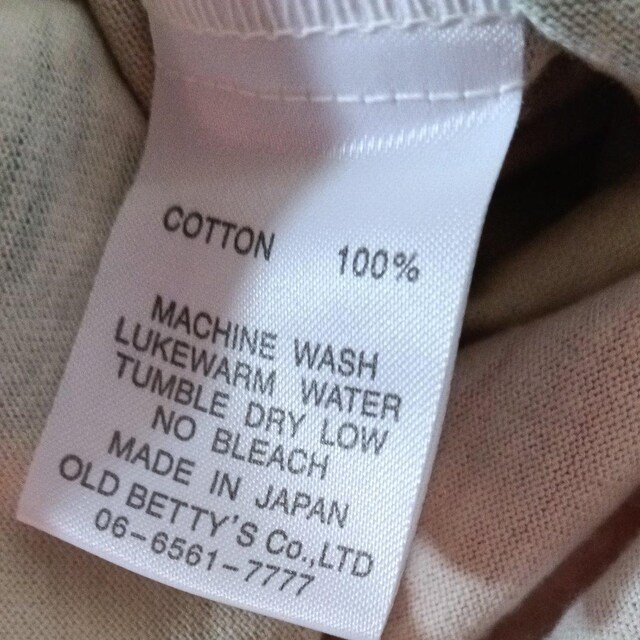 COTTON 100%
MACHINE WASH
LUKEWARM WATER
TUMBLE DRY LOW
NO BLEACH
MADE IN JAPAN
OLD BETTY'S Co.,LTD
06-6561-7777